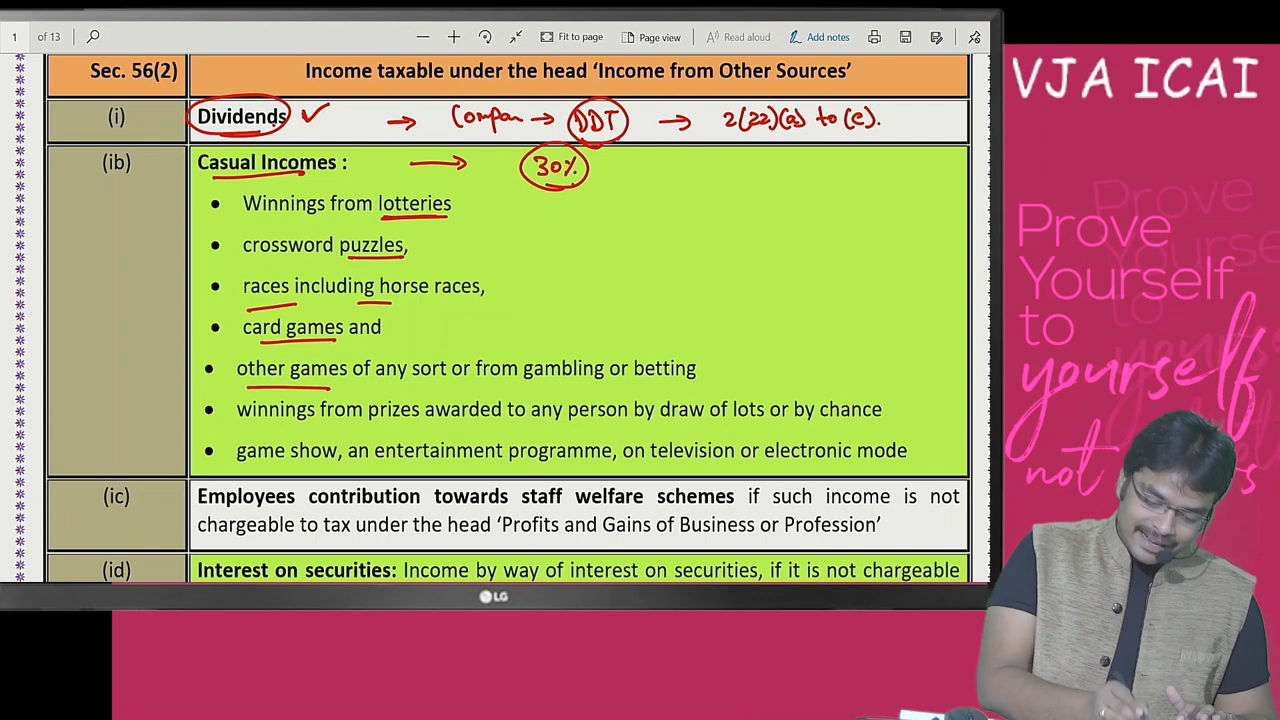 1 of 13 Fit to page Page view Read aloud Add notes
VJA ICAI
Sec. 56(2) Income taxable under the head ‘Income from Other Sources’
(i) Dividends ✓ → Compan → DDT → 2(22)(a) to (e).
(ib) Casual Incomes : → 30%
• Winnings from lotteries
• crossword puzzles,
• races including horse races,
• card games and
• other games of any sort or from gambling or betting
• winnings from prizes awarded to any person by draw of lots or by chance
• game show, an entertainment programme, on television or electronic mode
(ic) Employees contribution towards staff welfare schemes if such income is not
chargeable to tax under the head ‘Profits and Gains of Business or Profession’
(id) Interest on securities: Income by way of interest on securities, if it is not chargeable
LG
Prove
Yourself
to
yourself
not